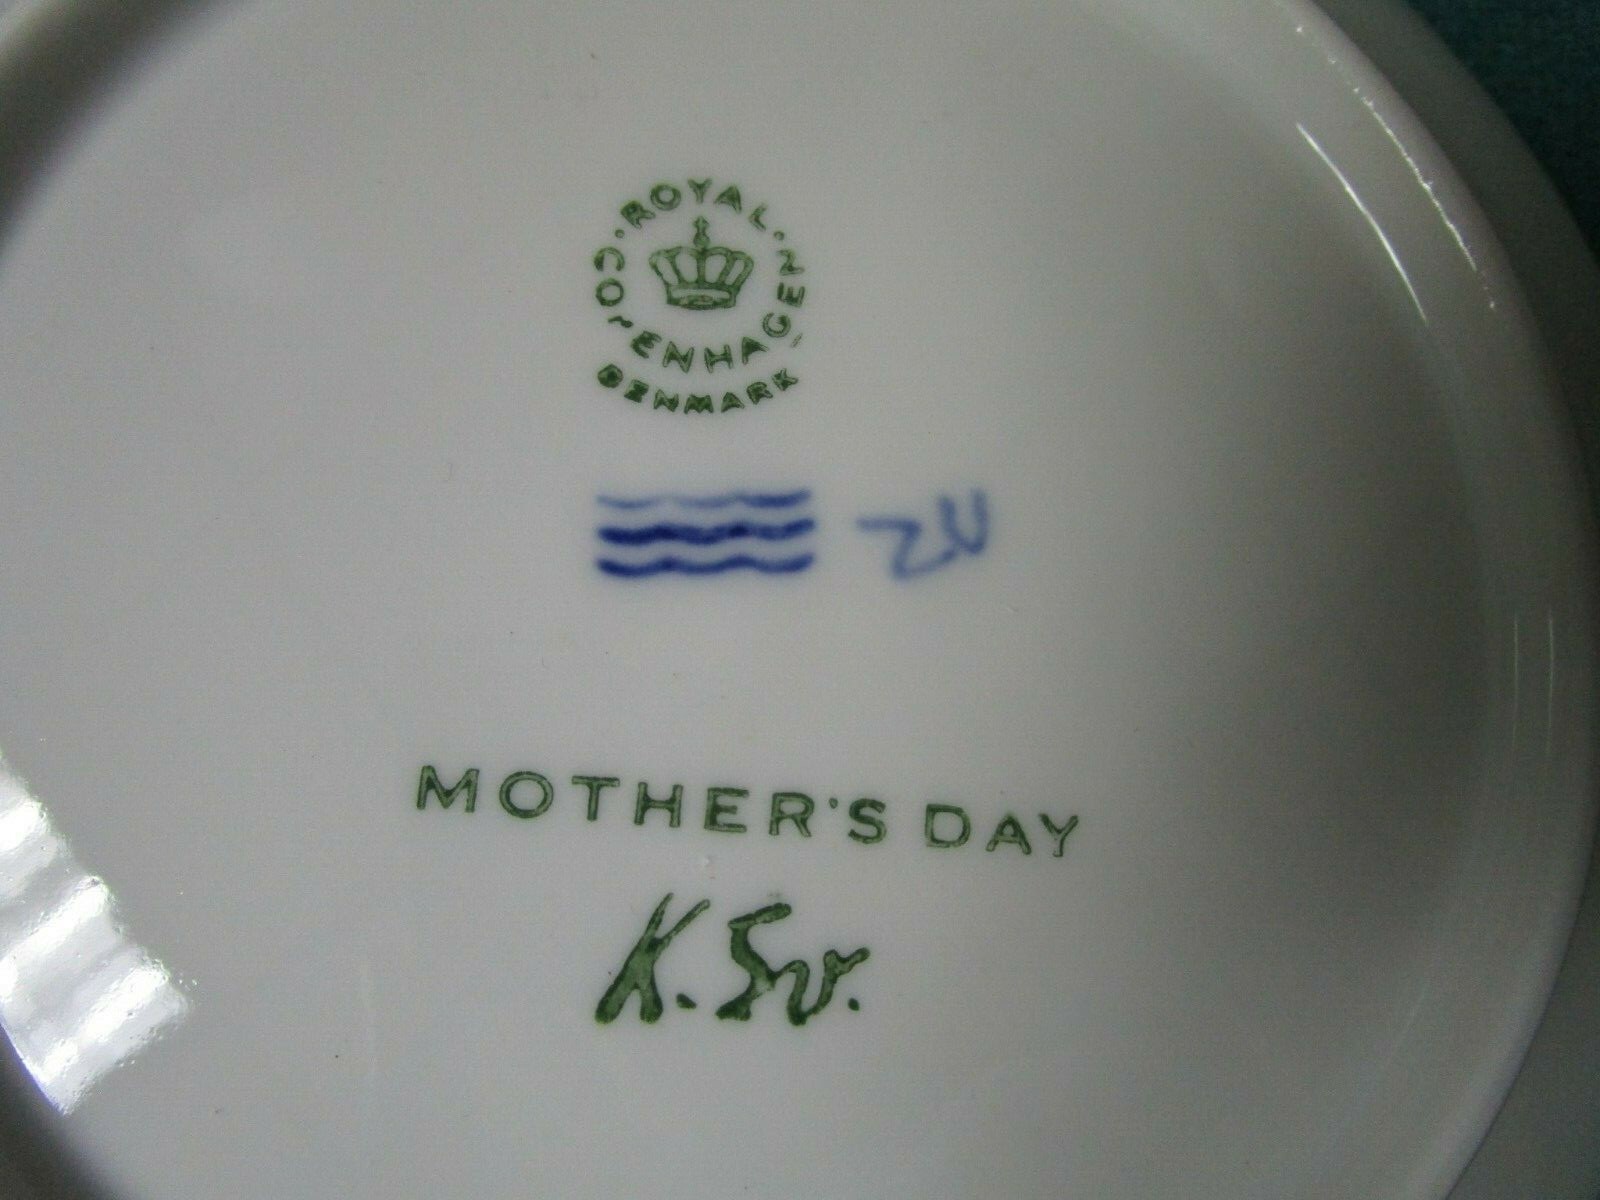 ROYAL
COPENHAGEN
DENMARK
MOTHER'S DAY
K. Sv.